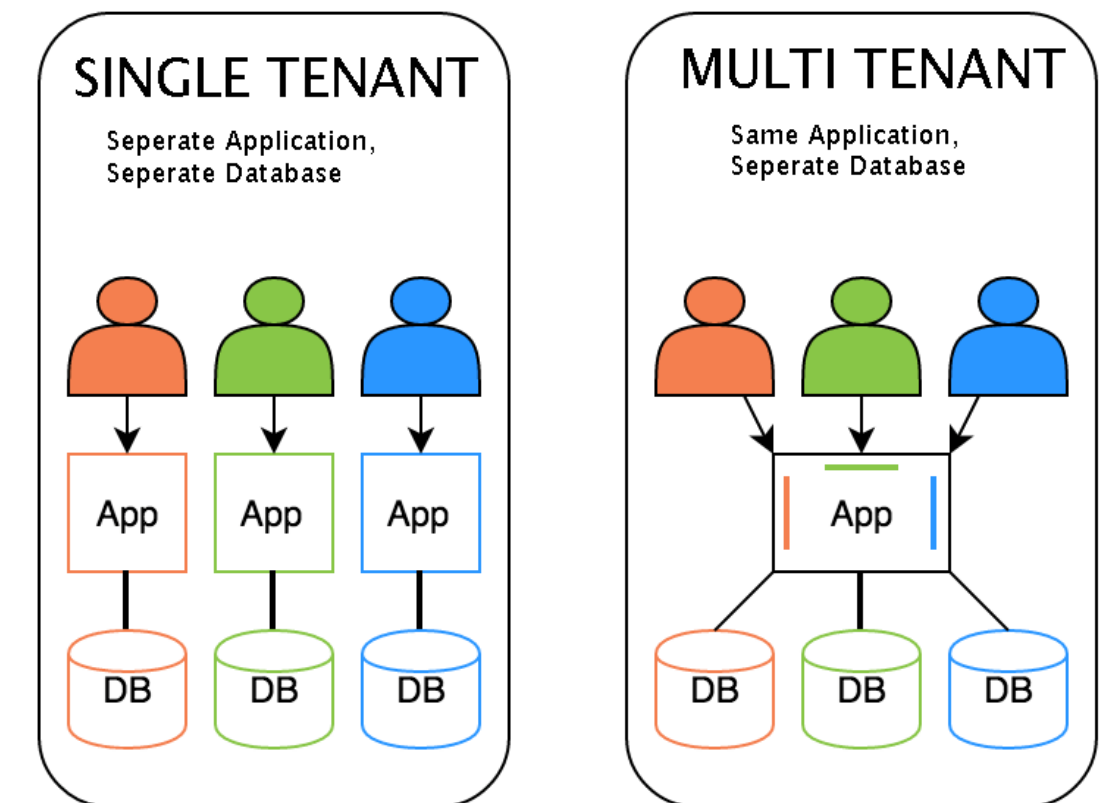 SINGLE TENANT
Seperate Application,
Seperate Database
App
App
App
DB
DB
DB
MULTI TENANT
Same Application,
Seperate Database
App
DB
DB
DB